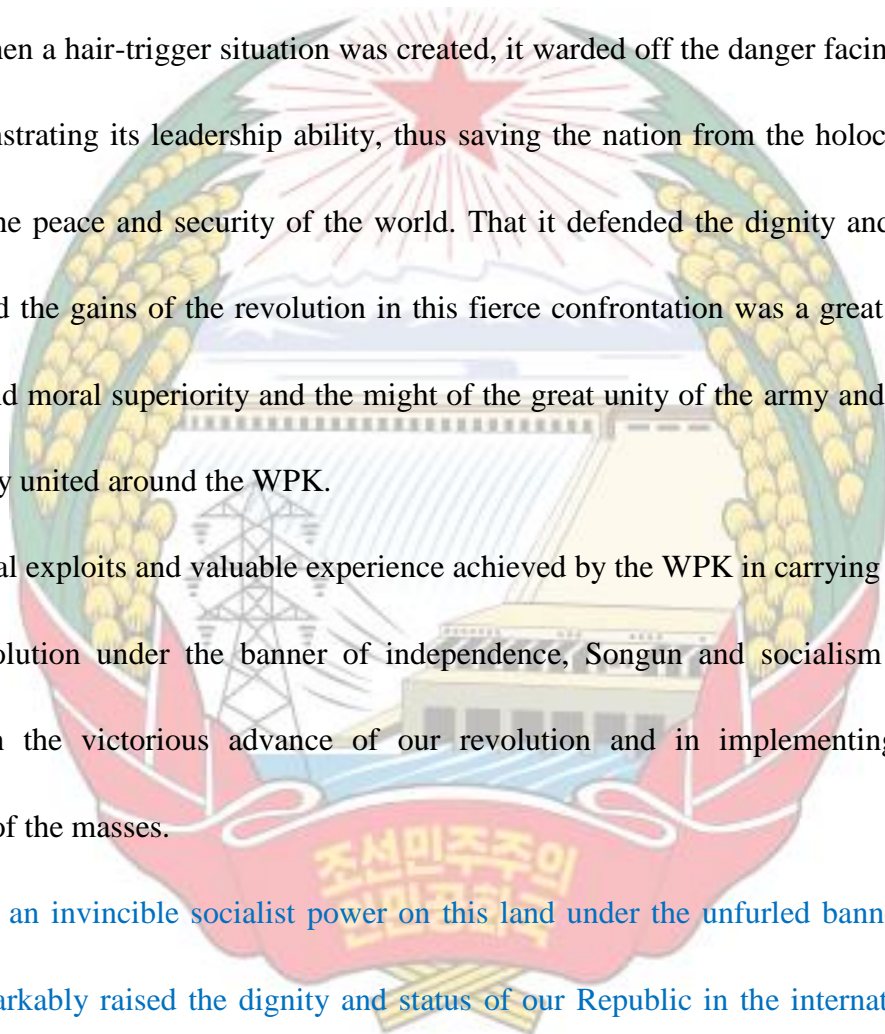 hen a hair-trigger situation was created, it warded off the danger facin
nstrating its leadership ability, thus saving the nation from the holoc
he peace and security of the world. That it defended the dignity and
d the gains of the revolution in this fierce confrontation was a great
nd moral superiority and the might of the great unity of the army and
y united around the WPK.
al exploits and valuable experience achieved by the WPK in carrying
olution under the banner of independence, Songun and socialism
n the victorious advance of our revolution and in implementing
of the masses.
조선민주주의
인민공화국
an invincible socialist power on this land under the unfurled bann
arkably raised the dignity and status of our Republic in the internat